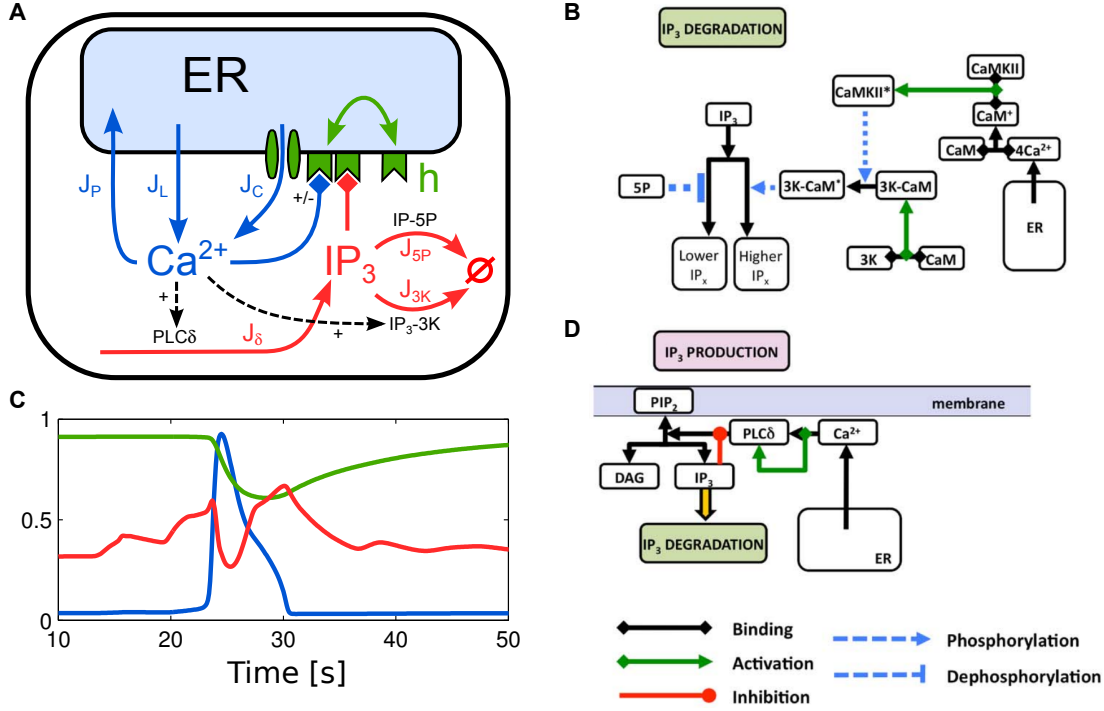 A
ER
J_P
J_L
J_C
+/-
h
Ca²⁺
IP₃
IP-5P
J_5P
J_3K
∅
IP₃-3K
+
PLCδ
+
J_δ
B
IP₃ DEGRADATION
CaMKII
CaMKII*
CaM⁺
IP₃
CaM
4Ca²⁺
5P
3K-CaM*
3K-CaM
ER
3K
CaM
Lower
IPₓ
Higher
IPₓ
C
1
0.5
0
10
20
30
40
50
Time [s]
D
IP₃ PRODUCTION
membrane
PIP₂
PLCδ
Ca²⁺
DAG
IP₃
IP₃ DEGRADATION
ER
Binding
Activation
Inhibition
Phosphorylation
Dephosphorylation